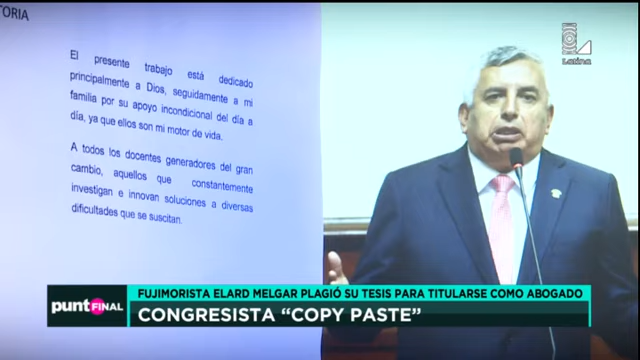 TORIA
El presente trabajo está dedicado
principalmente a Dios, seguidamente a mi
familia por su apoyo incondicional del día a
día, ya que ellos son mi motor de vida.
A todos los docentes generadores del gran
cambio, aquellos que constantemente
investigan e innovan soluciones a diversas
dificultades que se suscitan.
Latina
FUJIMORISTA ELARD MELGAR PLAGIÓ SU TESIS PARA TITULARSE COMO ABOGADO
punto FINAL
CONGRESISTA “COPY PASTE”